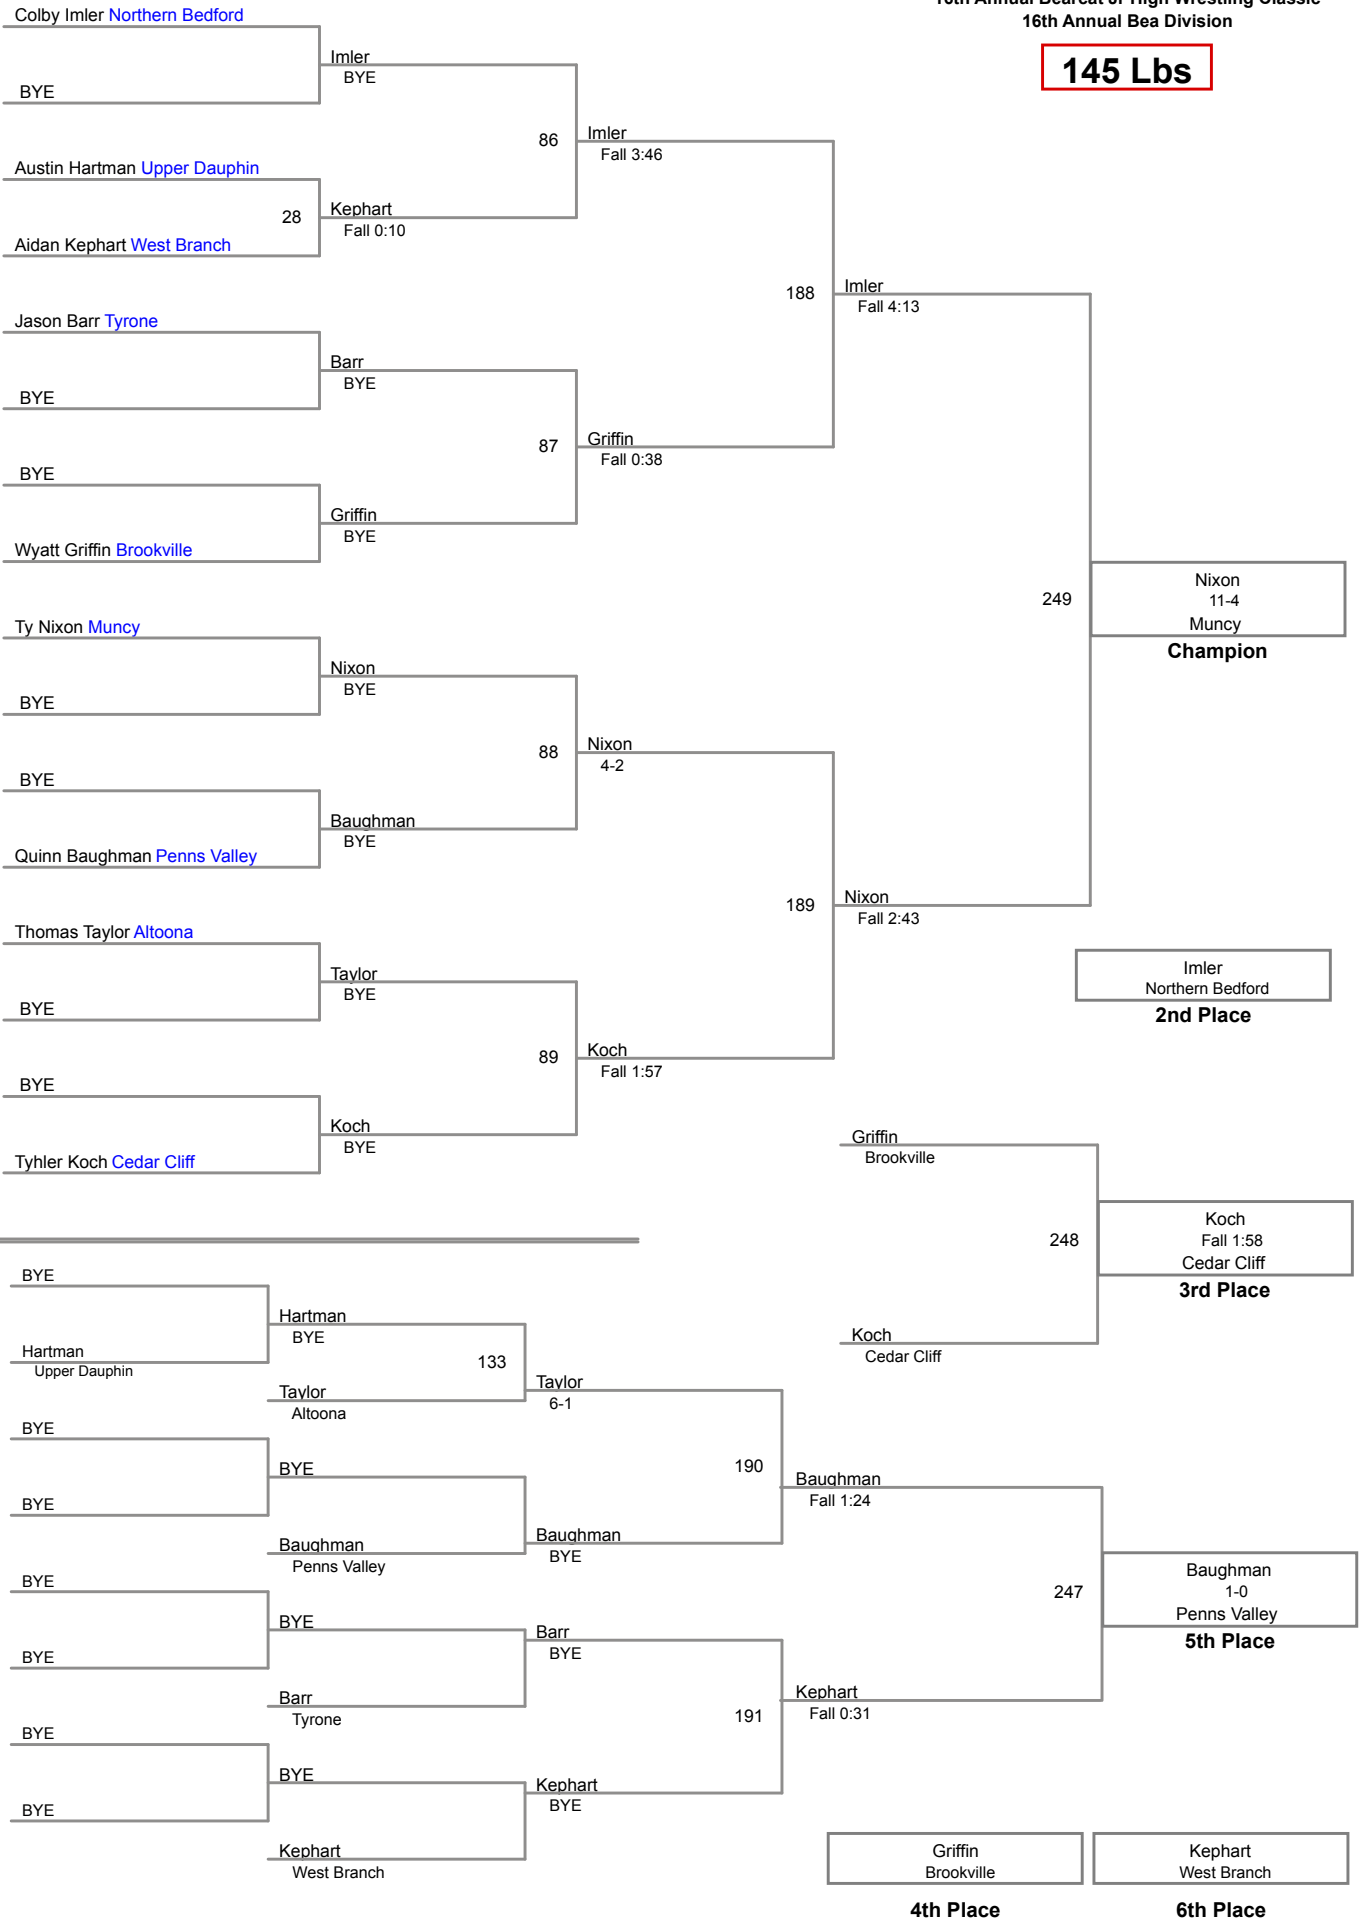 16th Annual Bearcat Jr High Wrestling Classic
16th Annual Bea Division
145 Lbs
Colby Imler Northern Bedford
Imler
BYE
BYE
86
Imler
Fall 3:46
Austin Hartman Upper Dauphin
28
Kephart
Fall 0:10
Aidan Kephart West Branch
188
Imler
Fall 4:13
Jason Barr Tyrone
Barr
BYE
BYE
87
Griffin
Fall 0:38
BYE
Griffin
BYE
Wyatt Griffin Brookville
249
Nixon
11-4
Muncy
Champion
Ty Nixon Muncy
Nixon
BYE
BYE
88
Nixon
4-2
BYE
Baughman
BYE
Quinn Baughman Penns Valley
189
Nixon
Fall 2:43
Thomas Taylor Altoona
Taylor
BYE
BYE
Imler
Northern Bedford
2nd Place
89
Koch
Fall 1:57
BYE
Koch
BYE
Tyhler Koch Cedar Cliff
Griffin
Brookville
248
Koch
Fall 1:58
Cedar Cliff
3rd Place
Koch
Cedar Cliff
BYE
Hartman
BYE
Hartman
Upper Dauphin
133
Taylor
Altoona
Taylor
6-1
BYE
BYE
BYE
190
Baughman
Fall 1:24
Baughman
Penns Valley
Baughman
BYE
BYE
BYE
BYE
Barr
BYE
247
Baughman
1-0
Penns Valley
5th Place
Barr
Tyrone
191
Kephart
Fall 0:31
BYE
BYE
BYE
Kephart
BYE
Kephart
West Branch
Griffin
Brookville
4th Place
Kephart
West Branch
6th Place